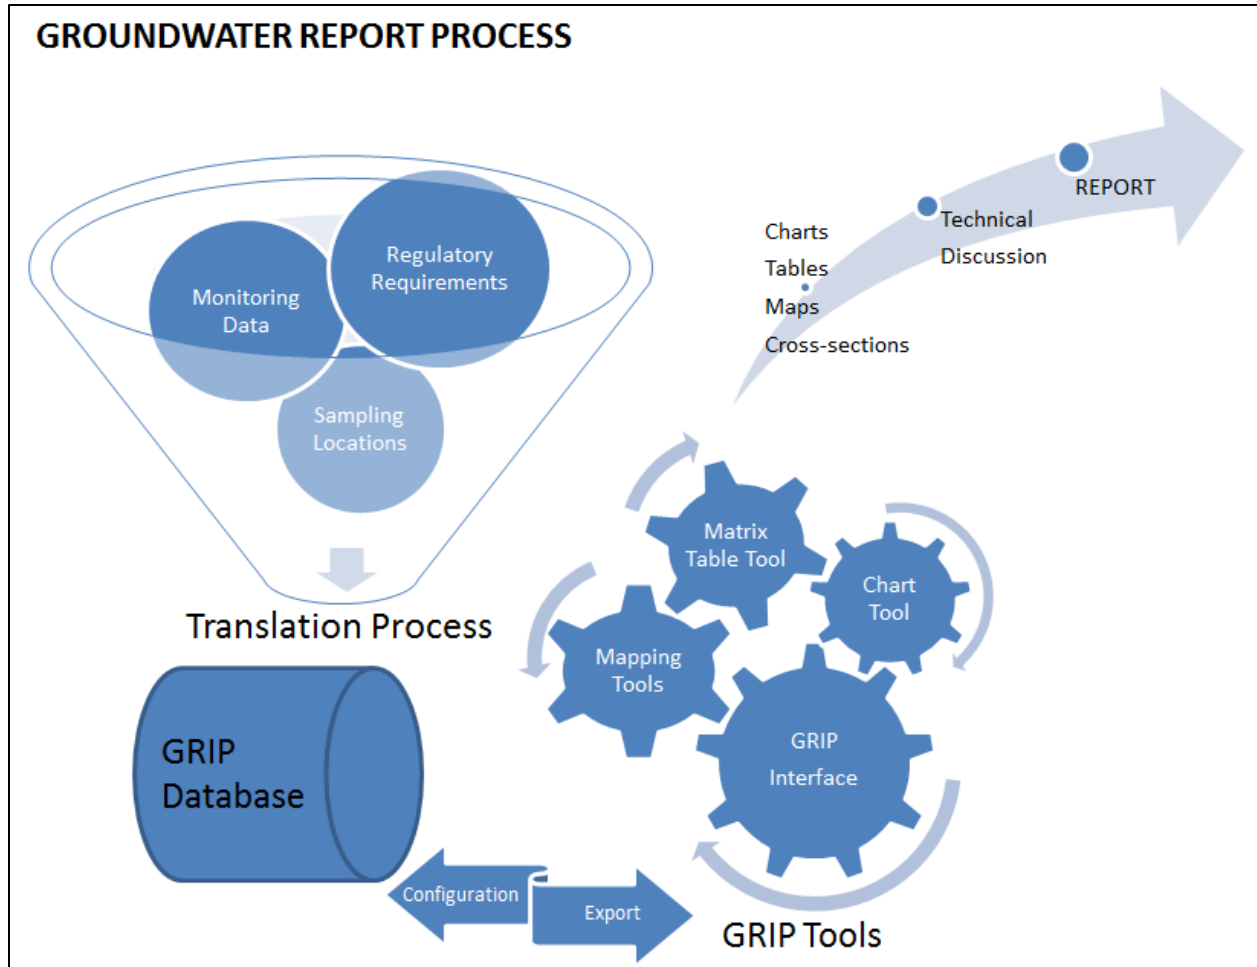 GROUNDWATER REPORT PROCESS
Regulatory
Requirements
Monitoring
Data
Sampling
Locations
Translation Process
GRIP
Database
Configuration
Export
GRIP Tools
GRIP
Interface
Mapping
Tools
Matrix
Table Tool
Chart
Tool
Charts
Tables
Maps
Cross-sections
Technical
Discussion
REPORT